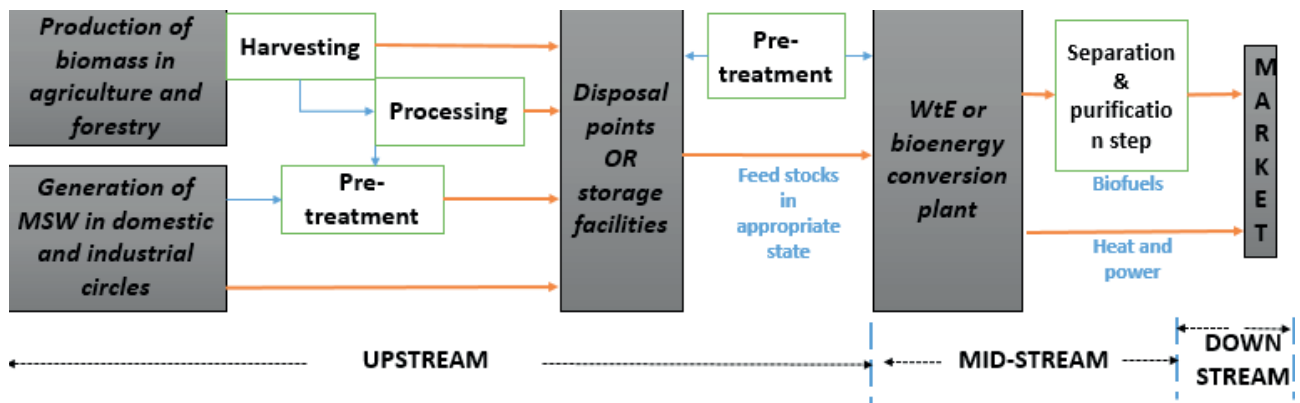 Production of
biomass in
agriculture and
forestry
Harvesting
Processing
Generation of
MSW in domestic
and industrial
circles
Pre-
treatment
Disposal
points
OR
storage
facilities
Pre-
treatment
Feed stocks
in
appropriate
state
WtE or
bioenergy
conversion
plant
Separation
&
purificatio
n step
Biofuels
Heat and
power
M
A
R
K
E
T
UPSTREAM
MID-STREAM
DOWN
STREAM